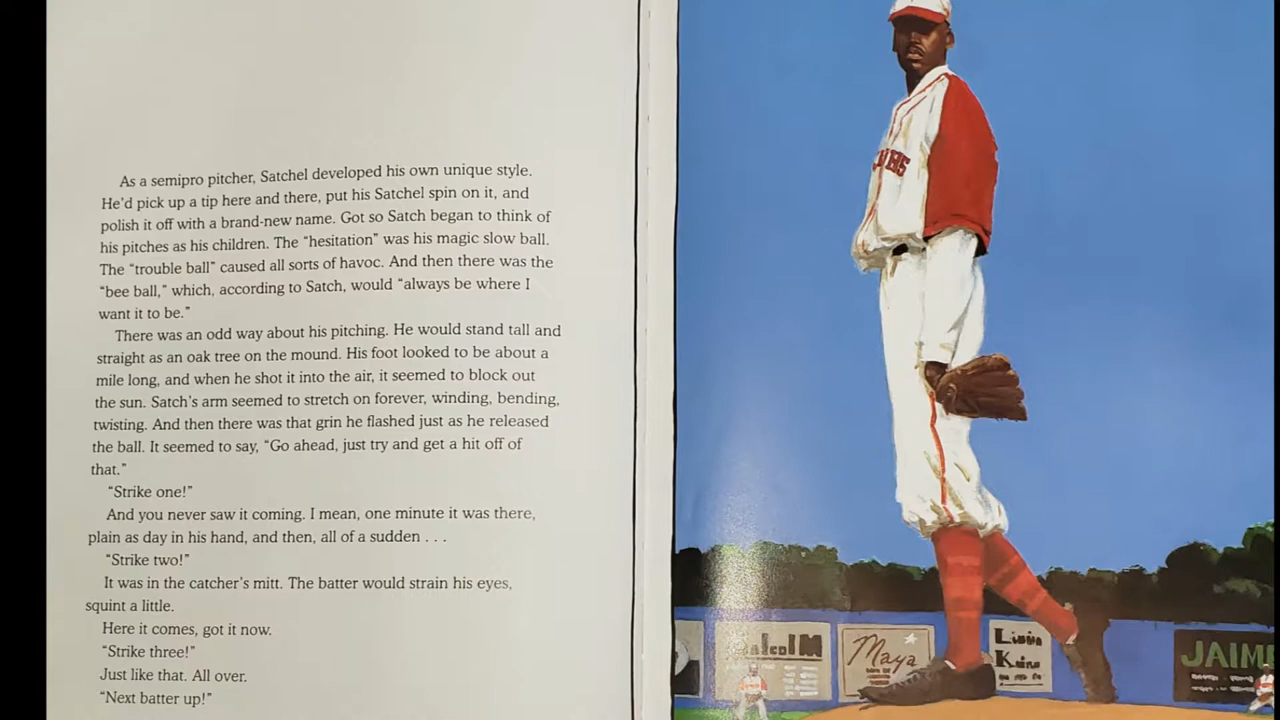 As a semipro pitcher, Satchel developed his own unique style.
He'd pick up a tip here and there, put his Satchel spin on it, and
polish it off with a brand-new name. Got so Satch began to think of
his pitches as his children. The "hesitation" was his magic slow ball.
The "trouble ball" caused all sorts of havoc. And then there was the
"bee ball," which, according to Satch, would "always be where I
want it to be."
There was an odd way about his pitching. He would stand tall and
straight as an oak tree on the mound. His foot looked to be about a
mile long, and when he shot it into the air, it seemed to block out
the sun. Satch's arm seemed to stretch on forever, winding, bending,
twisting. And then there was that grin he flashed just as he released
the ball. It seemed to say, "Go ahead, just try and get a hit off of
that."
"Strike one!"
And you never saw it coming. I mean, one minute it was there,
plain as day in his hand, and then, all of a sudden . . .
"Strike two!"
It was in the catcher's mitt. The batter would strain his eyes,
squint a little.
Here it comes, got it now.
"Strike three!"
Just like that. All over.
"Next batter up!"
Maya
JAIM